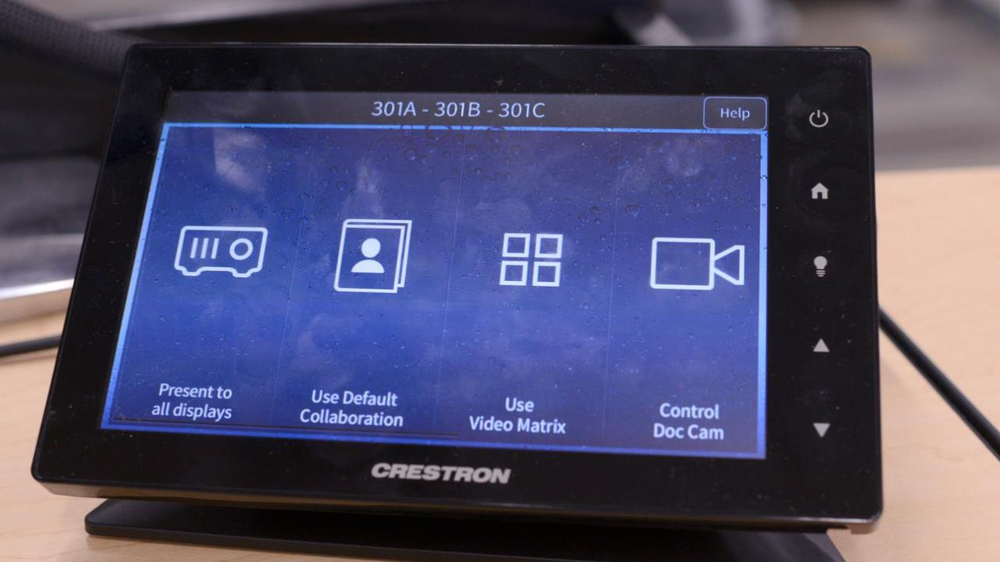 301A - 301B - 301C
Help
Present to
all displays
Use Default
Collaboration
Use
Video Matrix
Control
Doc Cam
CRESTRON